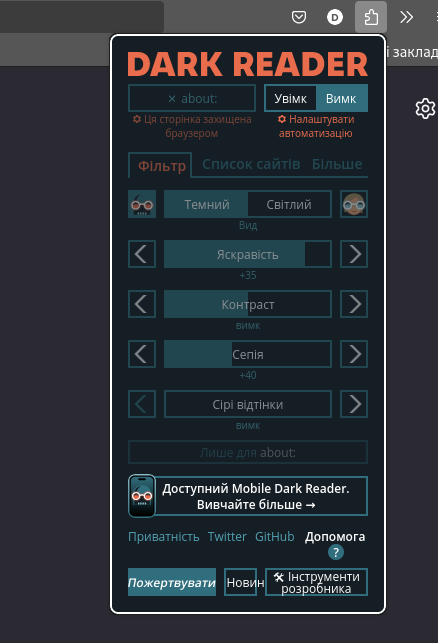 D
і заклад
DARK READER
✕ about:
Увімк
Вимк
Ця сторінка захищена
браузером
Налаштувати
автоматизацію
Фільтр
Список сайтів
Більше
Темний
Світлий
Вид
Яскравість
+35
Контраст
вимк
Сепія
+40
Сірі відтінки
вимк
Лише для about:
Доступний Mobile Dark Reader.
Вивчайте більше →
Приватність
Twitter
GitHub
Допомога
?
Пожертвувати
Новин
🛠 Інструменти
розробника